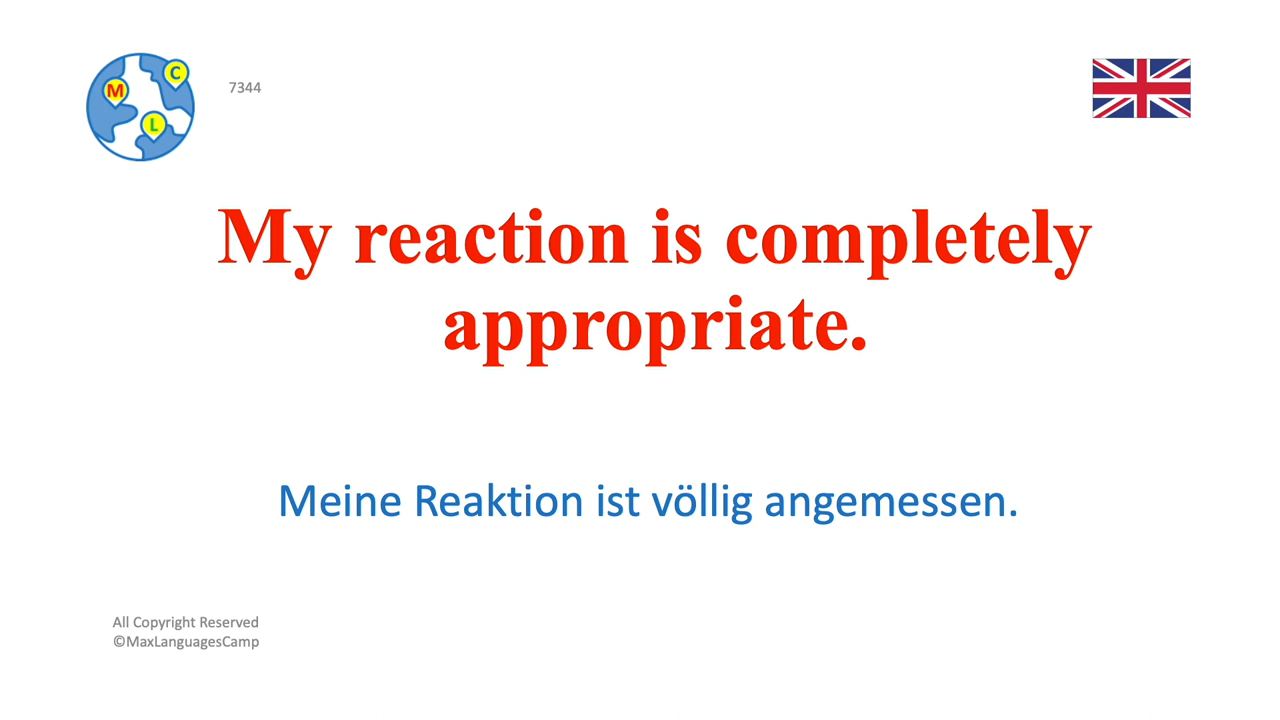 M
C
L
7344
My reaction is completely
appropriate.
Meine Reaktion ist völlig angemessen.
All Copyright Reserved
©MaxLanguagesCamp